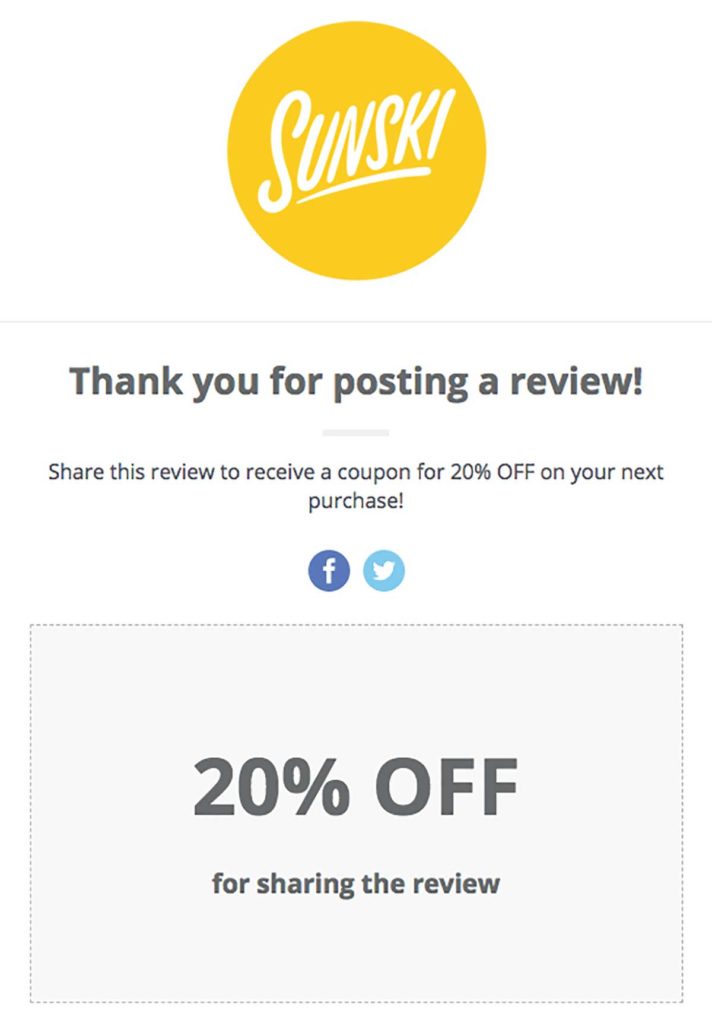 SUNSKI
Thank you for posting a review!
Share this review to receive a coupon for 20% OFF on your next
purchase!
20% OFF
for sharing the review